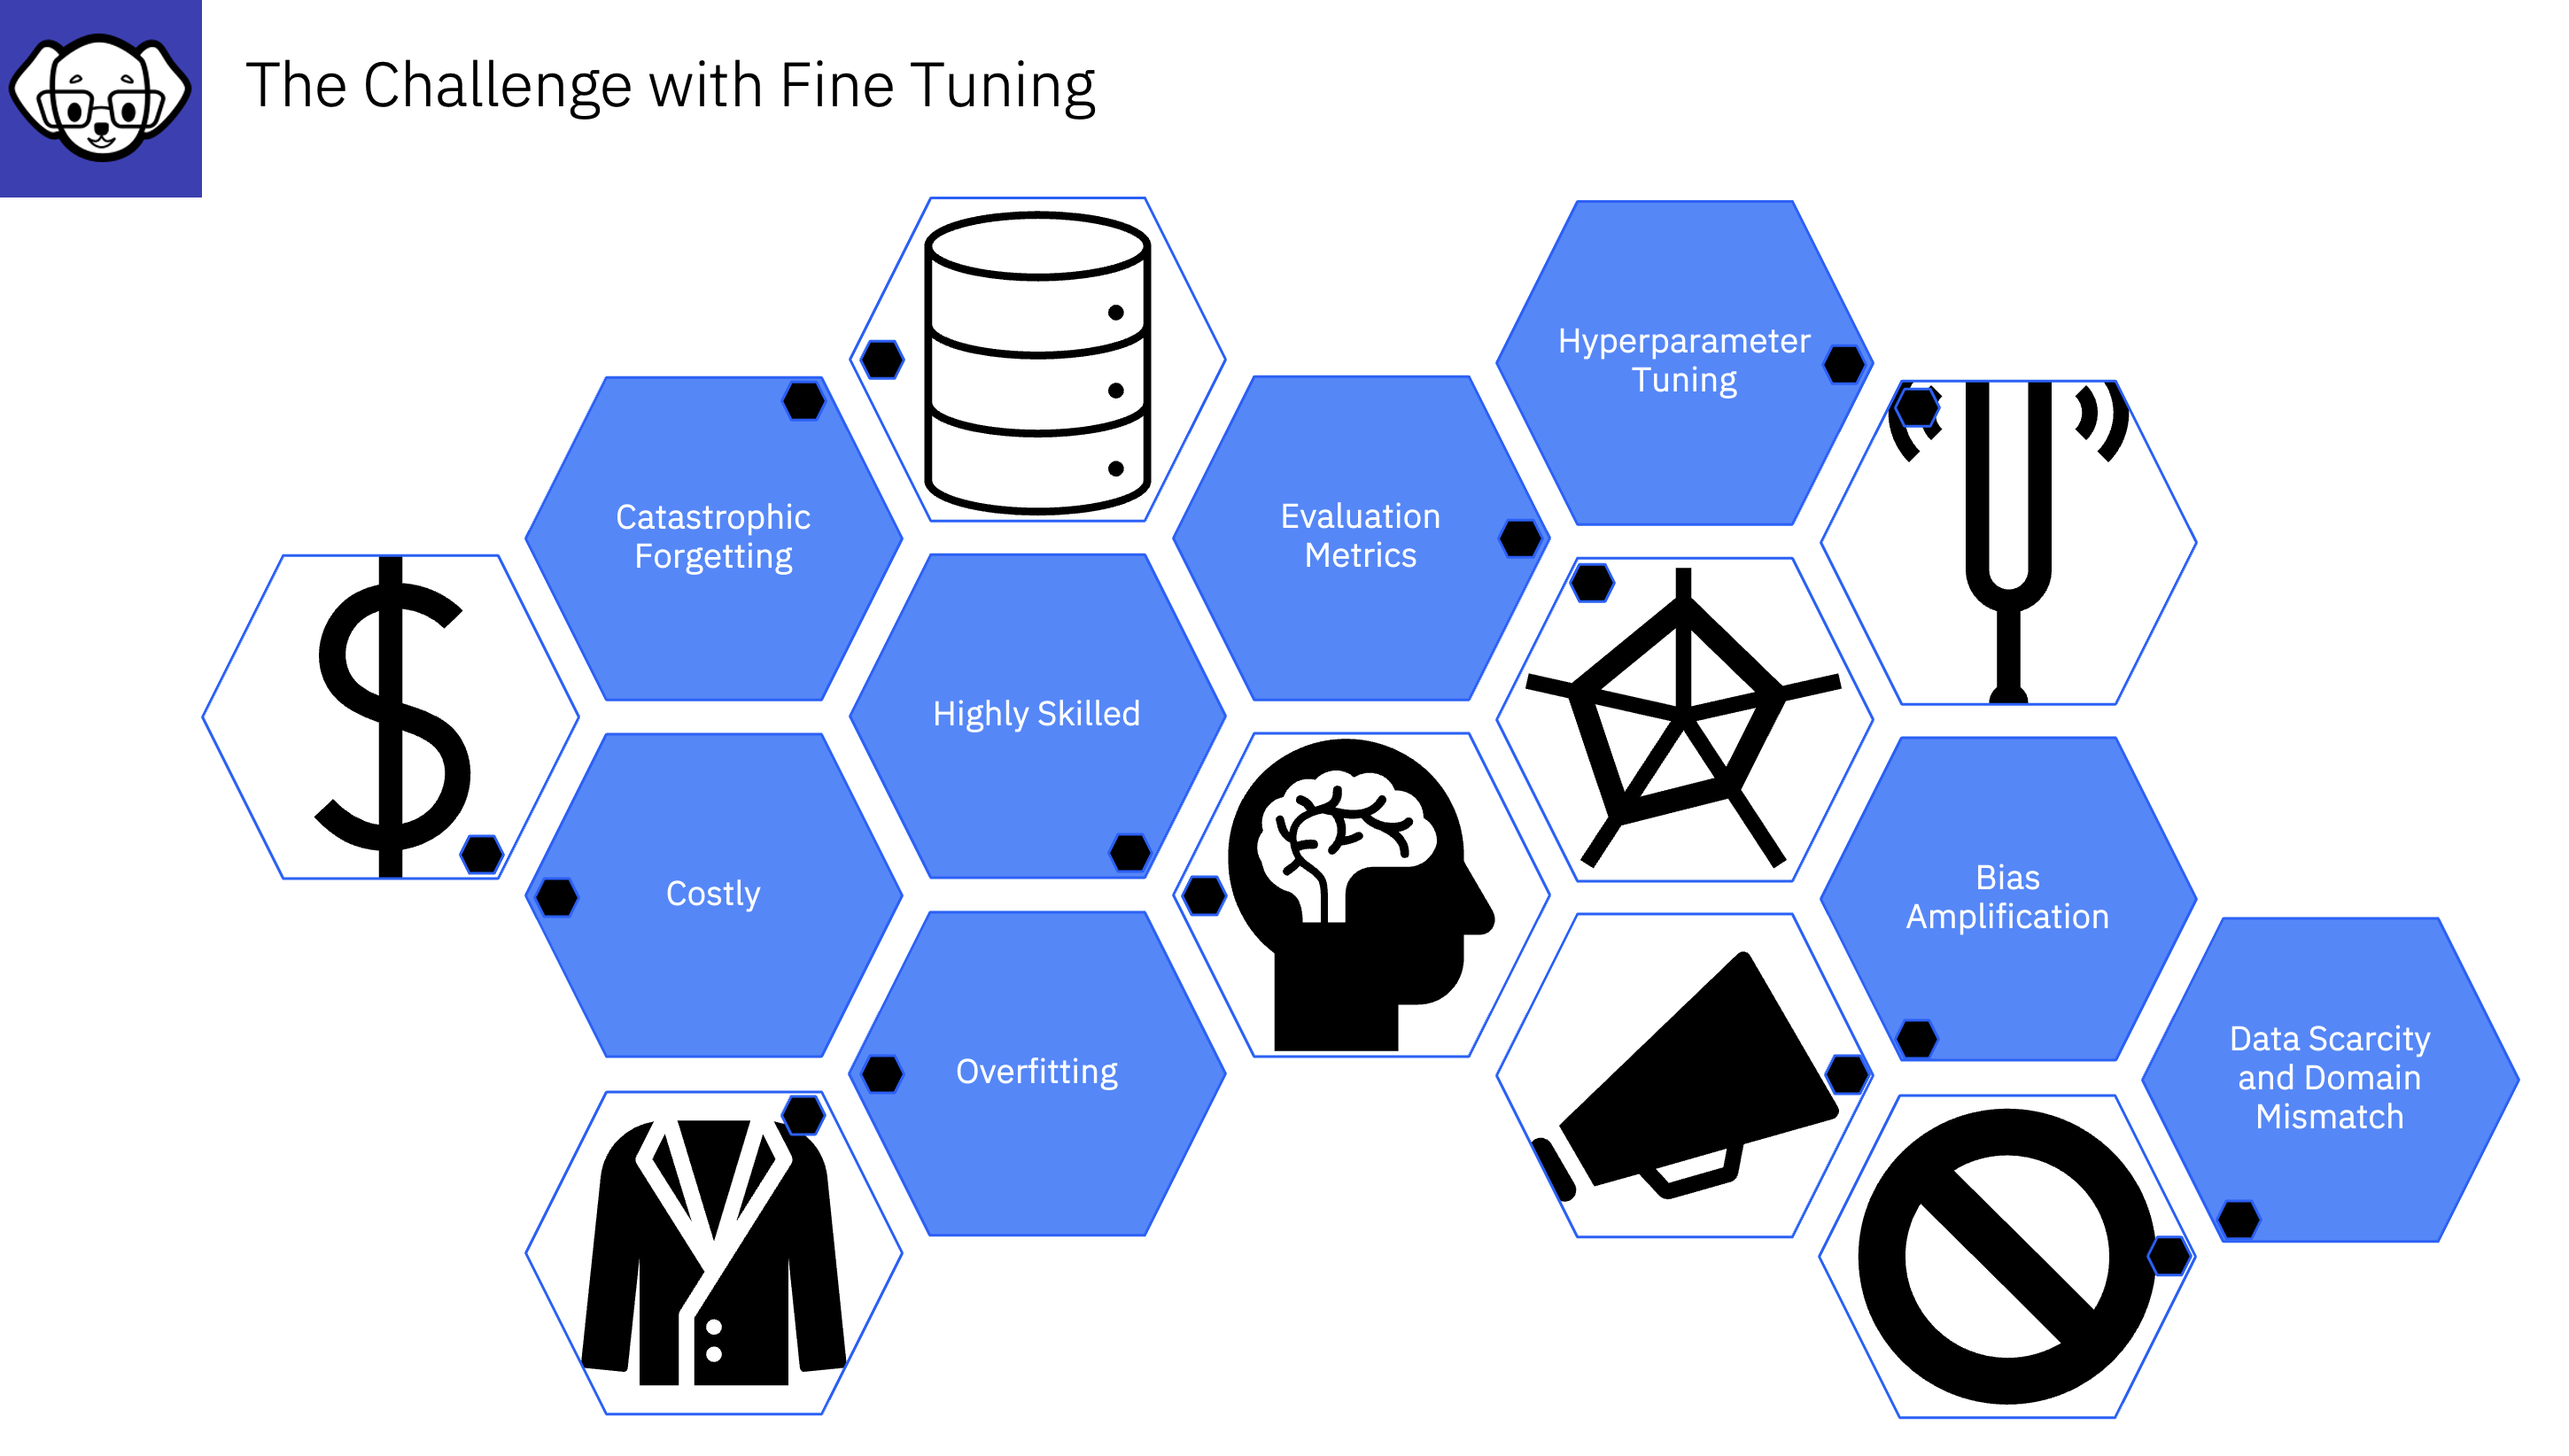 The Challenge with Fine Tuning
Hyperparameter
Tuning
Catastrophic
Forgetting
Evaluation
Metrics
Highly Skilled
Costly
Bias
Amplification
Overfitting
Data Scarcity
and Domain
Mismatch